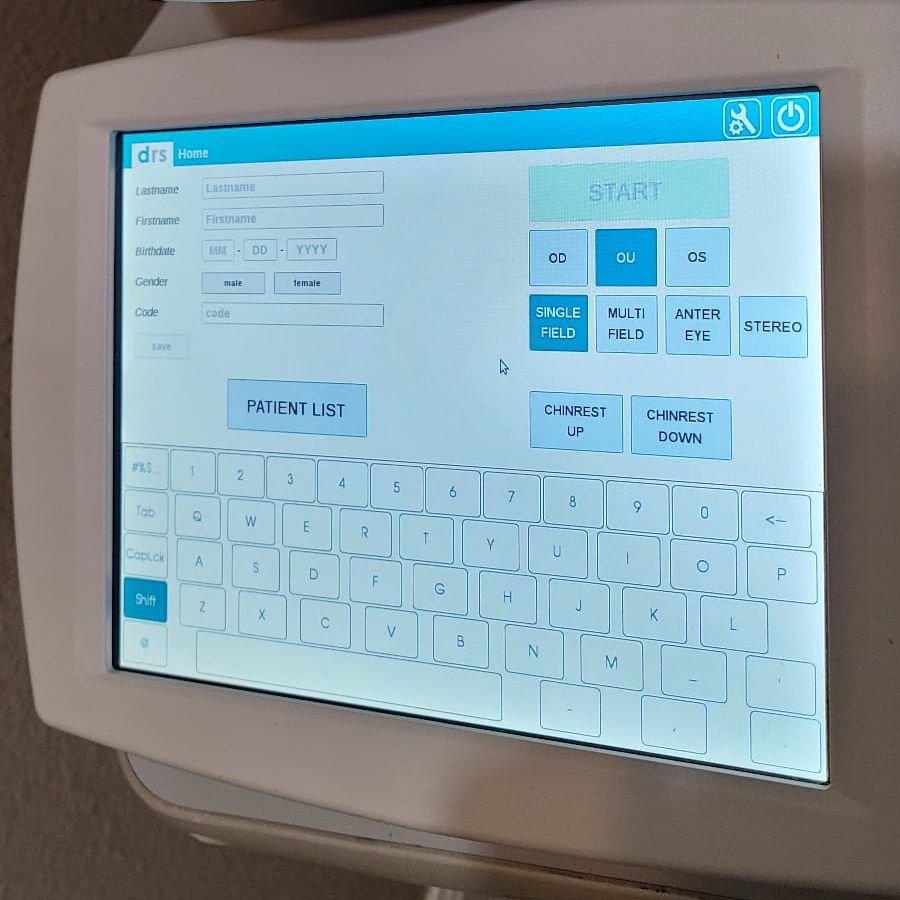 drs Home
Lastname Lastname
Firstname Firstname
Birthdate MM - DD - YYYY
Gender male female
Code code
save
PATIENT LIST
START
OD OU OS
SINGLE FIELD
MULTI FIELD
ANTER EYE
STEREO
CHINREST UP
CHINREST DOWN
#%$... 1 2 3 4 5 6 7 8 9 0 <--
Tab Q W E R T Y U I O P
CapLck A S D F G H J K L
Shift Z X C V B N M _
@ -